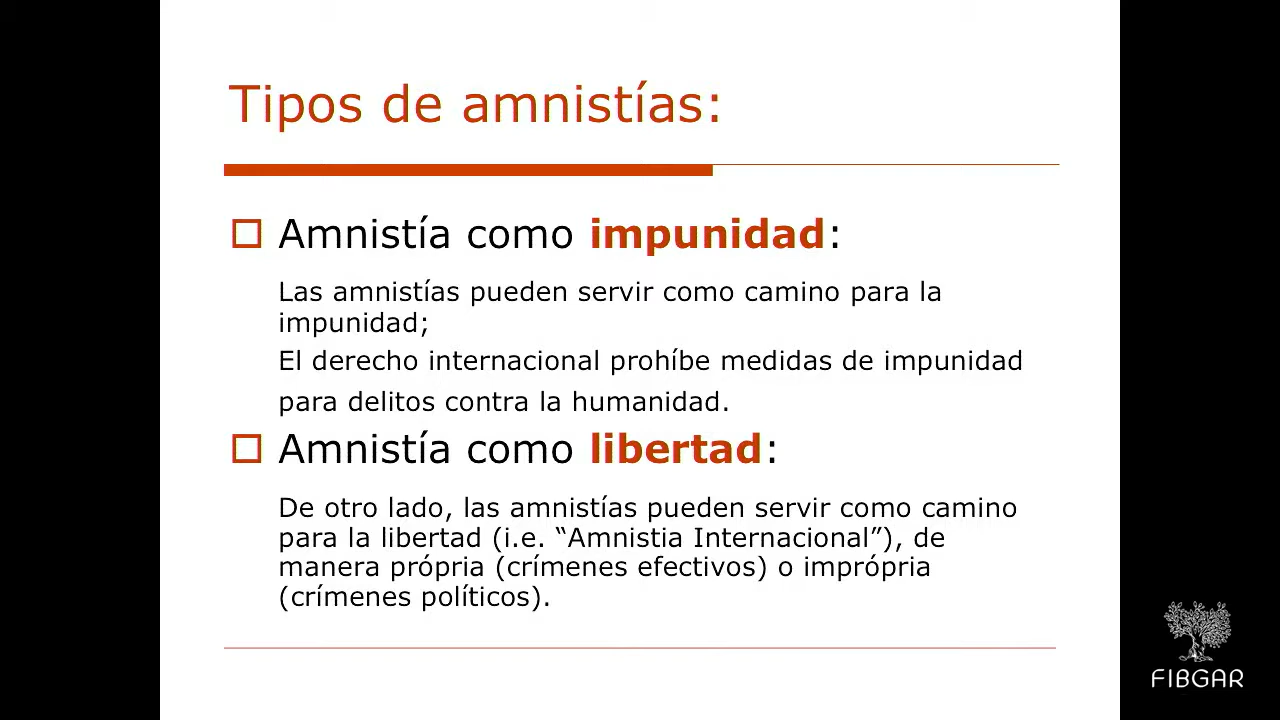 Tipos de amnistías:
Amnistía como impunidad:
Las amnistías pueden servir como camino para la
impunidad;
El derecho internacional prohíbe medidas de impunidad
para delitos contra la humanidad.
Amnistía como libertad:
De otro lado, las amnistías pueden servir como camino
para la libertad (i.e. “Amnistia Internacional”), de
manera própria (crímenes efectivos) o imprópria
(crímenes políticos).
FIBGAR